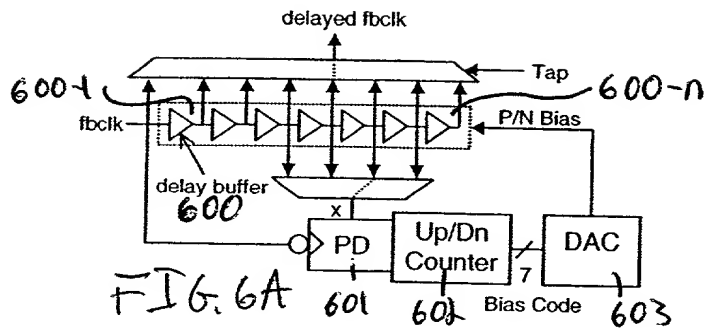 delayed fbclk
Tap
600-1
600-n
fbclk
P/N Bias
delay buffer
600
x
PD
Up/Dn
Counter
7
DAC
Bias Code
601
602
603
FIG. 6A